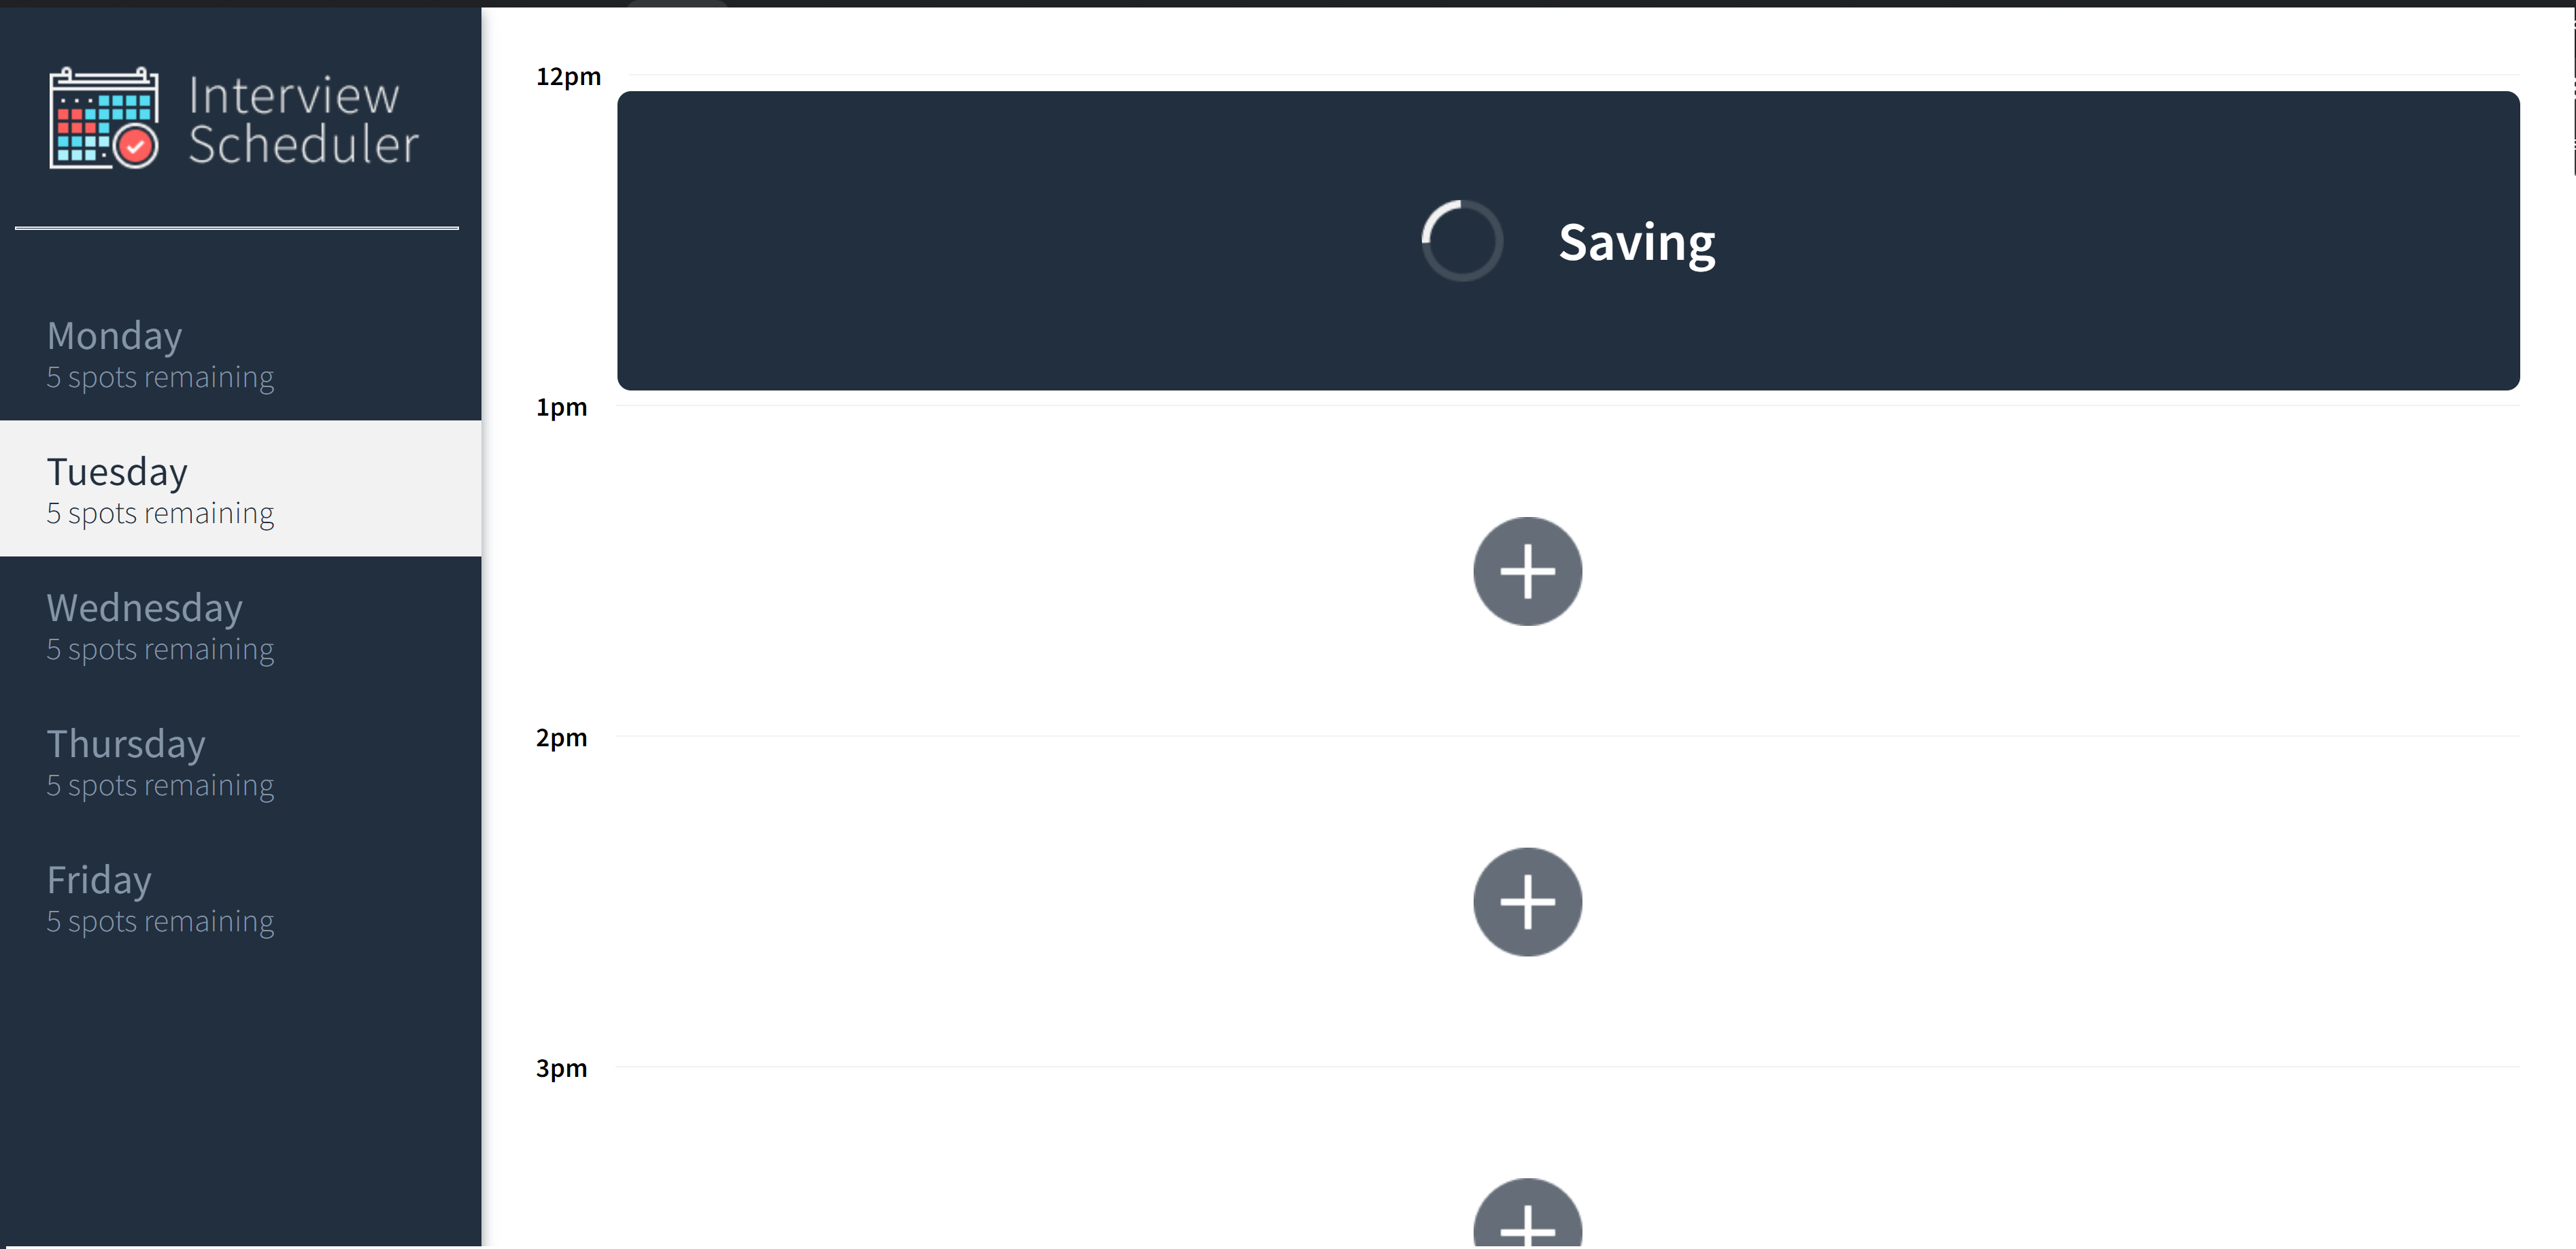 Interview
Scheduler
Monday
5 spots remaining
Tuesday
5 spots remaining
Wednesday
5 spots remaining
Thursday
5 spots remaining
Friday
5 spots remaining
12pm
Saving
1pm
2pm
3pm